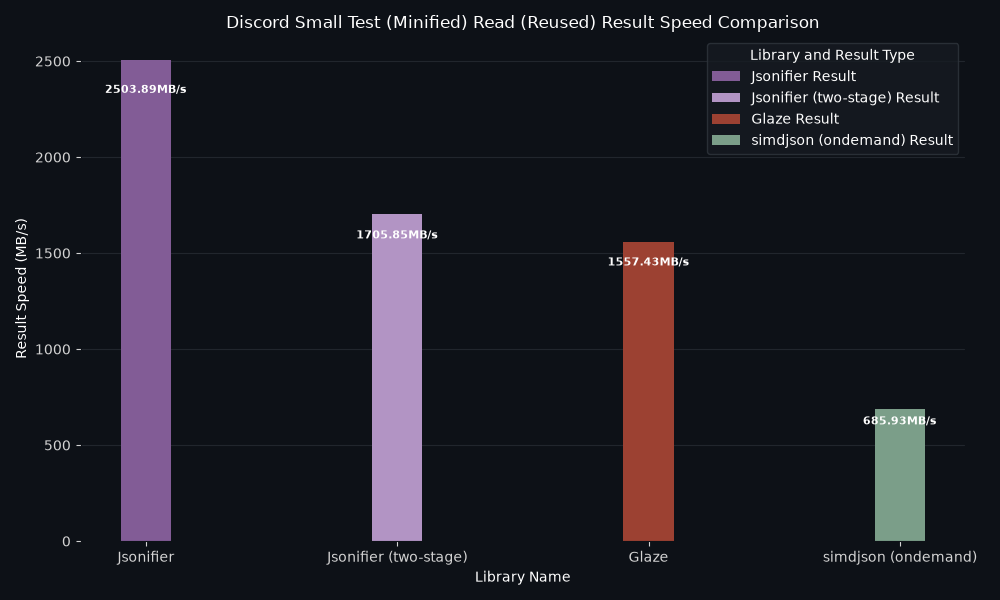 Discord Small Test (Minified) Read (Reused) Result Speed Comparison
Library and Result Type
Jsonifier Result
Jsonifier (two-stage) Result
Glaze Result
simdjson (ondemand) Result
Result Speed (MB/s)
2500
2000
1500
1000
500
0
2503.89MB/s
1705.85MB/s
1557.43MB/s
685.93MB/s
Jsonifier
Jsonifier (two-stage)
Glaze
simdjson (ondemand)
Library Name